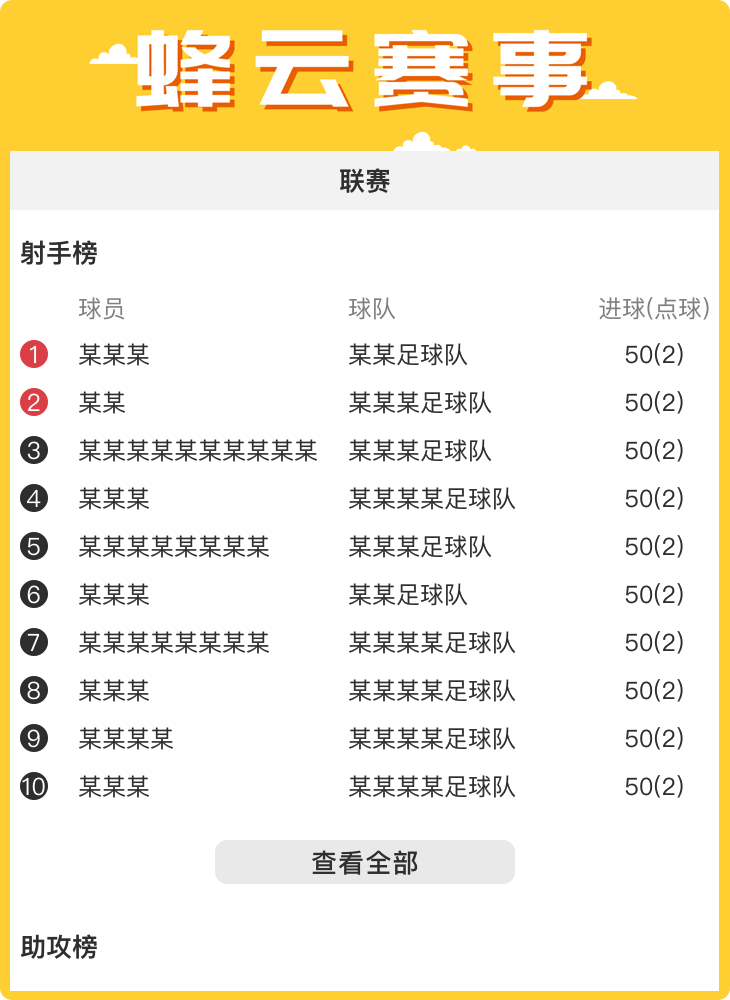 蜂云赛事
联赛
射手榜
球员 球队 进球(点球)
1 某某某 某某足球队 50(2)
2 某某 某某某足球队 50(2)
3 某某某某某某某某某某 某某某足球队 50(2)
4 某某某 某某某某足球队 50(2)
5 某某某某某某某某 某某某足球队 50(2)
6 某某某 某某足球队 50(2)
7 某某某某某某某某 某某某某足球队 50(2)
8 某某某 某某某某足球队 50(2)
9 某某某某 某某某某足球队 50(2)
10 某某某 某某某某足球队 50(2)
查看全部
助攻榜